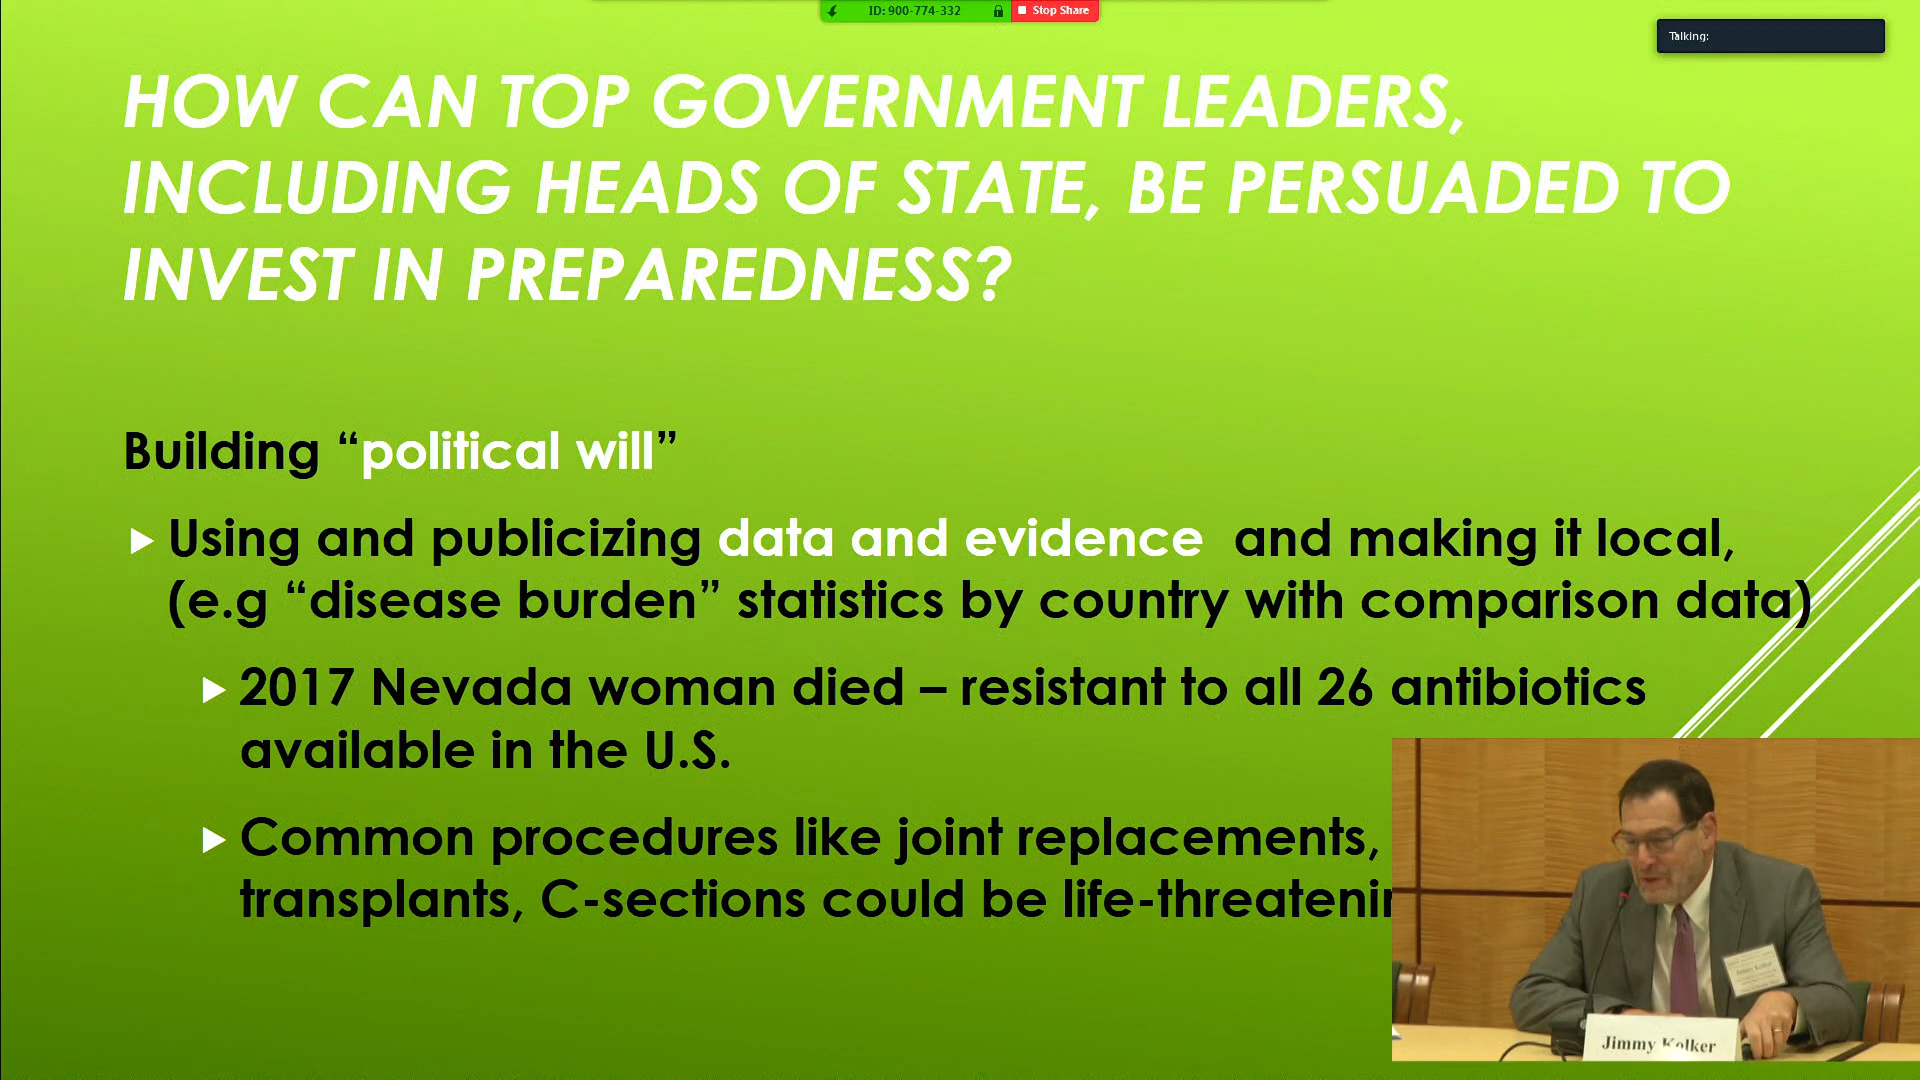 ID: 900-774-332
Stop Share
Talking:
HOW CAN TOP GOVERNMENT LEADERS,
INCLUDING HEADS OF STATE, BE PERSUADED TO
INVEST IN PREPAREDNESS?
Building “political will”
Using and publicizing data and evidence and making it local,
(e.g “disease burden” statistics by country with comparison data)
2017 Nevada woman died – resistant to all 26 antibiotics
available in the U.S.
Common procedures like joint replacements,
transplants, C-sections could be life-threatenin
Jimmy Kolker
Jimmy Kolker